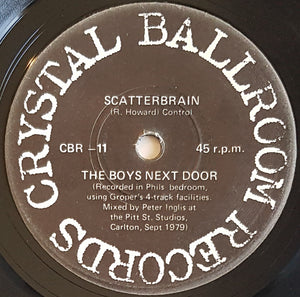 CRYSTAL BALLROOM RECORDS
SCATTERBRAIN
(R. Howard) Control
CBR -11
45 r.p.m.
THE BOYS NEXT DOOR
(Recorded in Phils bedroom,
using Groper's 4-track facilities.
Mixed by Peter Inglis at
the Pitt St. Studios,
Carlton, Sept 1979)